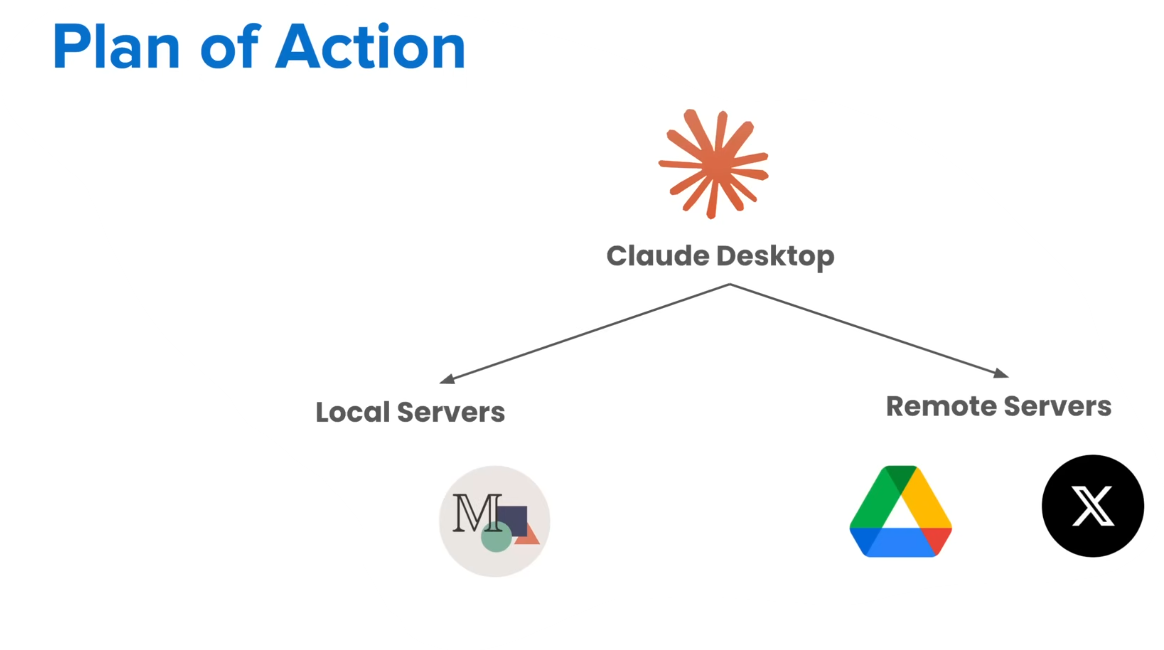 Plan of Action
Claude Desktop
Local Servers
Remote Servers
M
X